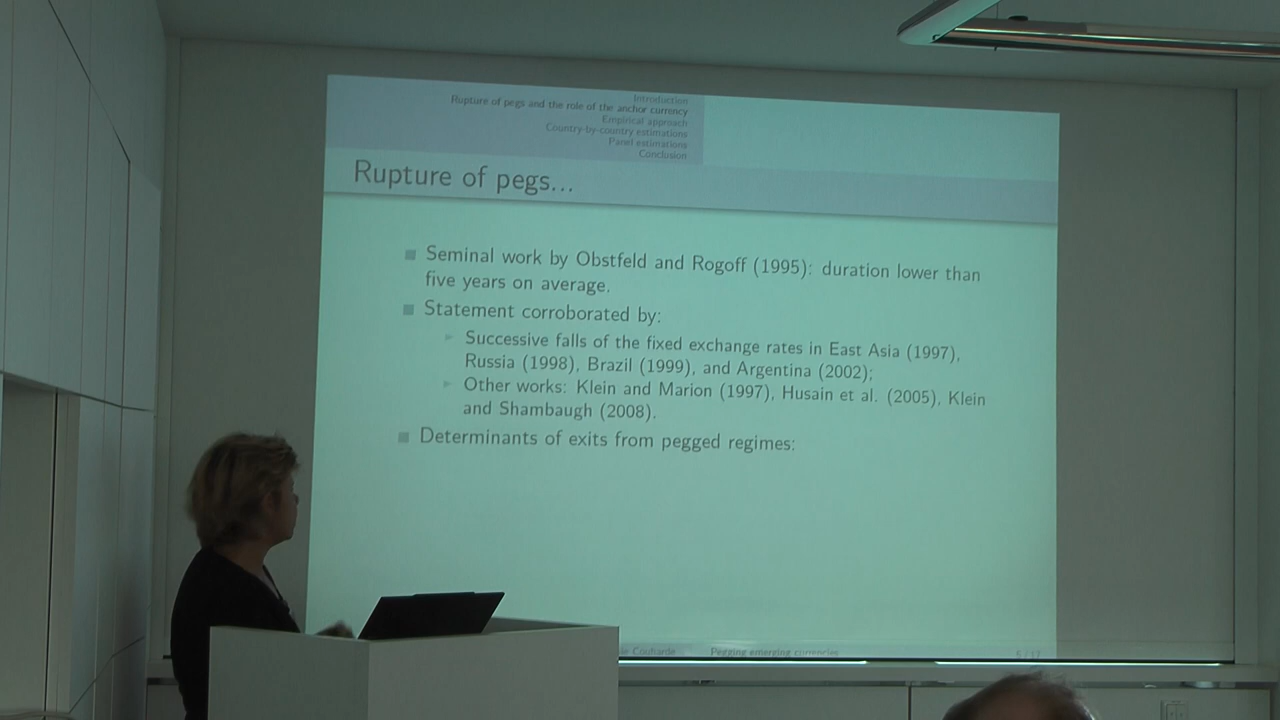 Introduction
Rupture of pegs and the role of the anchor currency
Empirical approach
Country-by-country estimations
Panel estimations
Conclusion
Rupture of pegs...
Seminal work by Obstfeld and Rogoff (1995): duration lower than
five years on average.
Statement corroborated by:
Successive falls of the fixed exchange rates in East Asia (1997),
Russia (1998), Brazil (1999), and Argentina (2002);
Other works: Klein and Marion (1997), Husain et al. (2005), Klein
and Shambaugh (2008).
Determinants of exits from pegged regimes:
Couharde Pegging emerging currencies